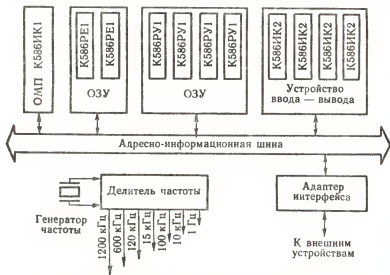 ОМП К586ИК1
К586РЕ1
К586РЕ1
ОЗУ
К586РУ1
К586РУ1
К586РУ1
К586РУ1
ОЗУ
К586ИК2
К586ИК2
К586ИК2
К586ИК2
Устройство
ввода — вывода
Адресно-информационная шина
Генератор
частоты
Делитель частоты
1200 кГц
600 кГц
120 кГц
15 кГц
100 кГц
10 кГц
1 Гц
Адаптер
интерфейса
К внешним
устройствам